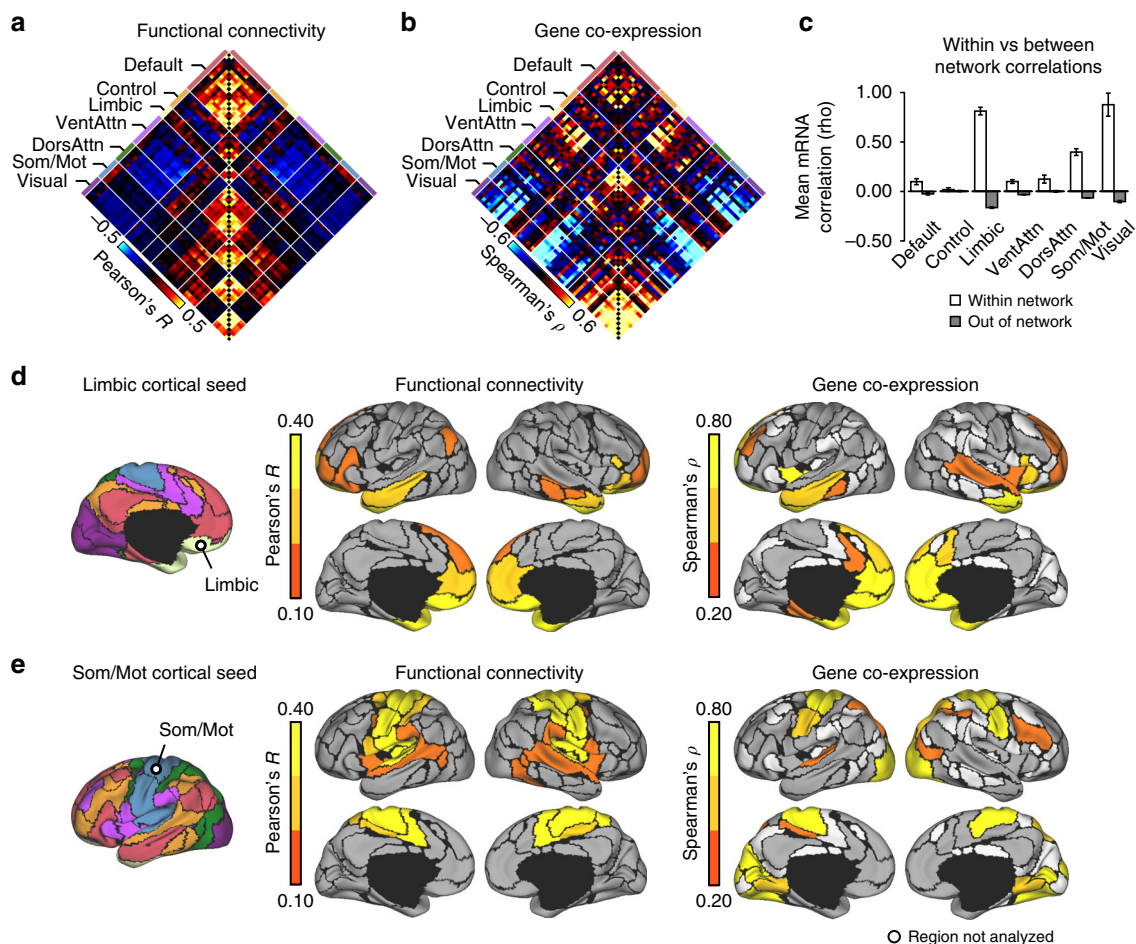 a
Functional connectivity
Default
Control
Limbic
VentAttn
DorsAttn
Som/Mot
Visual
−0.5
Pearson's R
0.5
b
Gene co-expression
Default
Control
Limbic
VentAttn
DorsAttn
Som/Mot
Visual
−0.6
Spearman's ρ
0.6
c
Within vs between
network correlations
Mean mRNA
correlation (rho)
1.00
0.50
0.00
−0.50
Default
Control
Limbic
VentAttn
DorsAttn
Som/Mot
Visual
Within network
Out of network
d
Limbic cortical seed
Limbic
Functional connectivity
0.40
Pearson's R
0.10
Gene co-expression
0.80
Spearman's ρ
0.20
e
Som/Mot cortical seed
Som/Mot
Functional connectivity
0.40
Pearson's R
0.10
Gene co-expression
0.80
Spearman's ρ
0.20
Region not analyzed